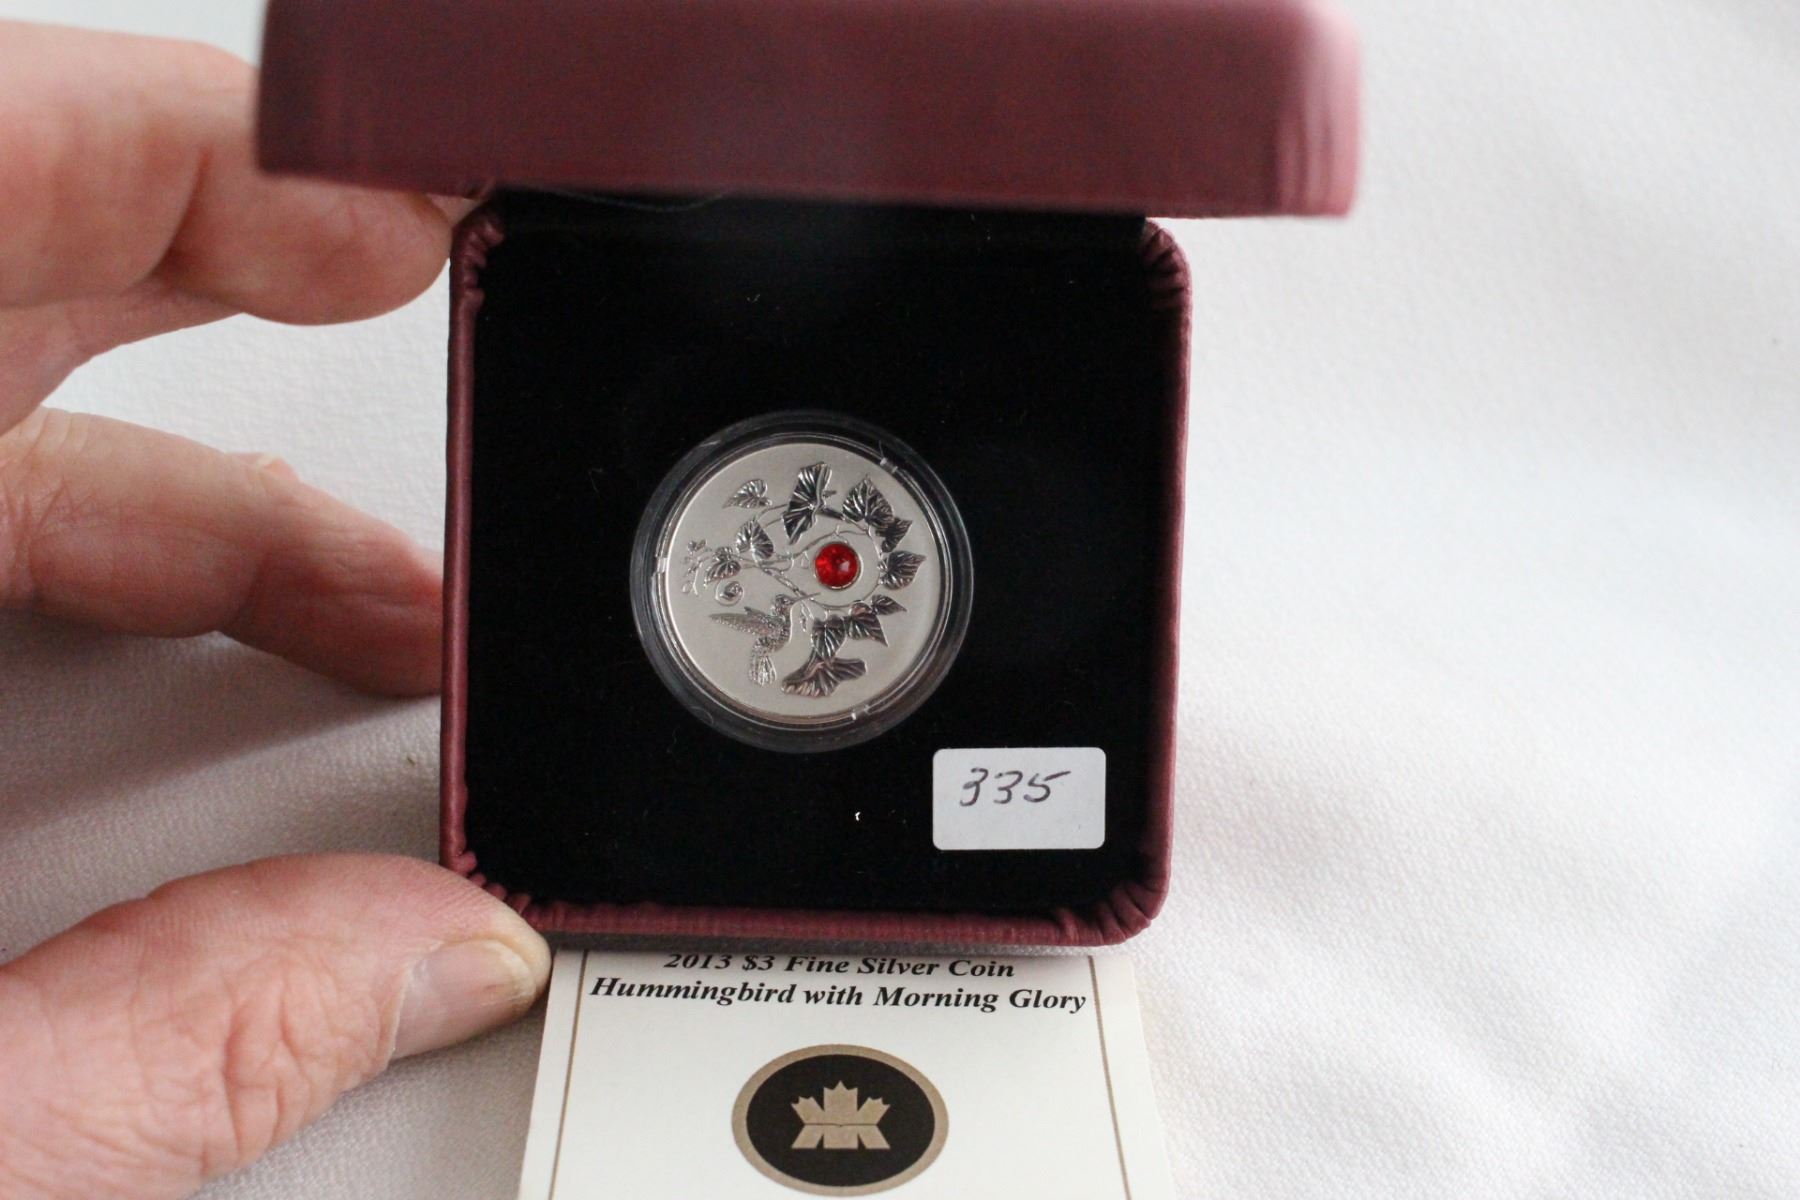 335
2013 $3 Fine Silver Coin
Hummingbird with Morning Glory